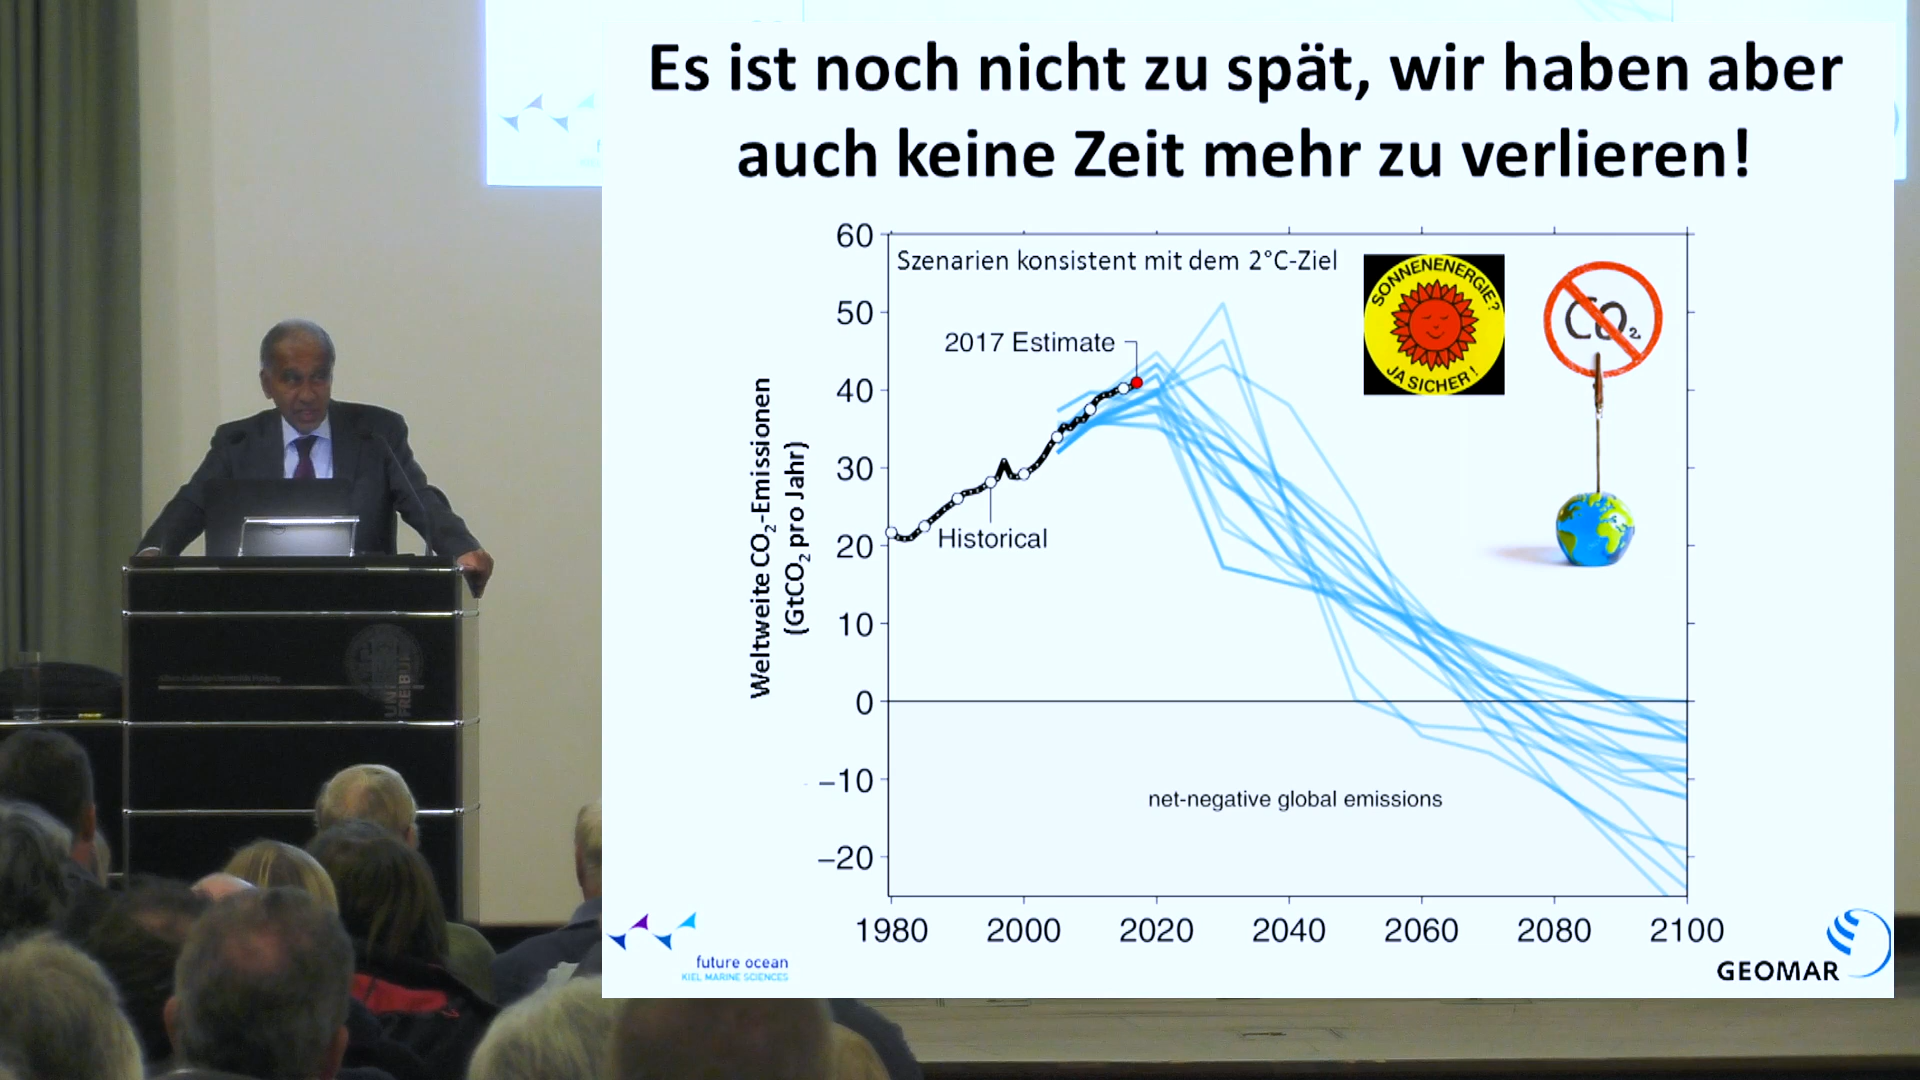 Es ist noch nicht zu spät, wir haben aber
auch keine Zeit mehr zu verlieren!
Szenarien konsistent mit dem 2°C-Ziel
2017 Estimate
Historical
net-negative global emissions
Weltweite CO₂-Emissionen
(GtCO₂ pro Jahr)
60
50
40
30
20
10
0
−10
−20
1980 2000 2020 2040 2060 2080 2100
SONNENENERGIE?
JA SICHER!
CO₂
future ocean
KIEL MARINE SCIENCES
GEOMAR